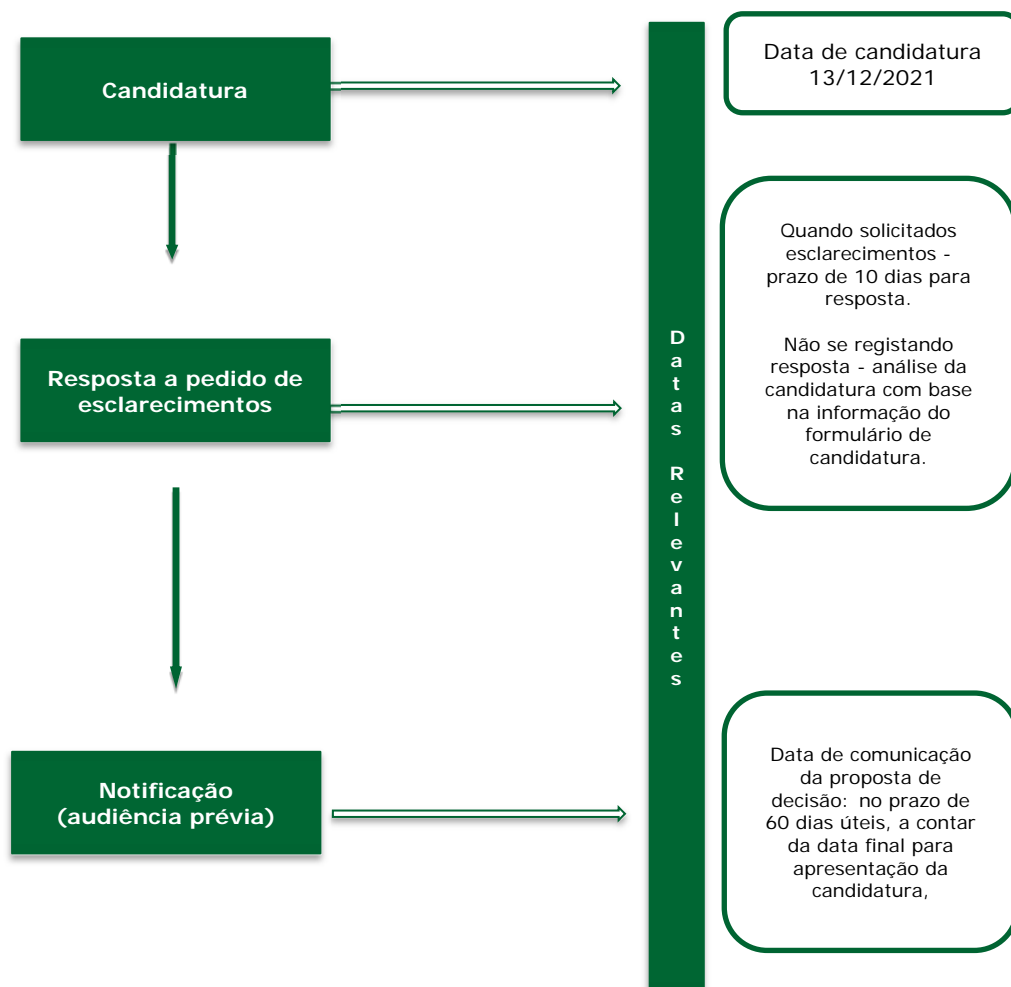 Candidatura
Data de candidatura
13/12/2021
Quando solicitados
esclarecimentos -
prazo de 10 dias para
resposta.
Não se registando
resposta - análise da
candidatura com base
na informação do
formulário de
candidatura.
Resposta a pedido de
esclarecimentos
Datas Relevantes
Notificação
(audiência prévia)
Data de comunicação
da proposta de
decisão: no prazo de
60 dias úteis, a contar
da data final para
apresentação da
candidatura,